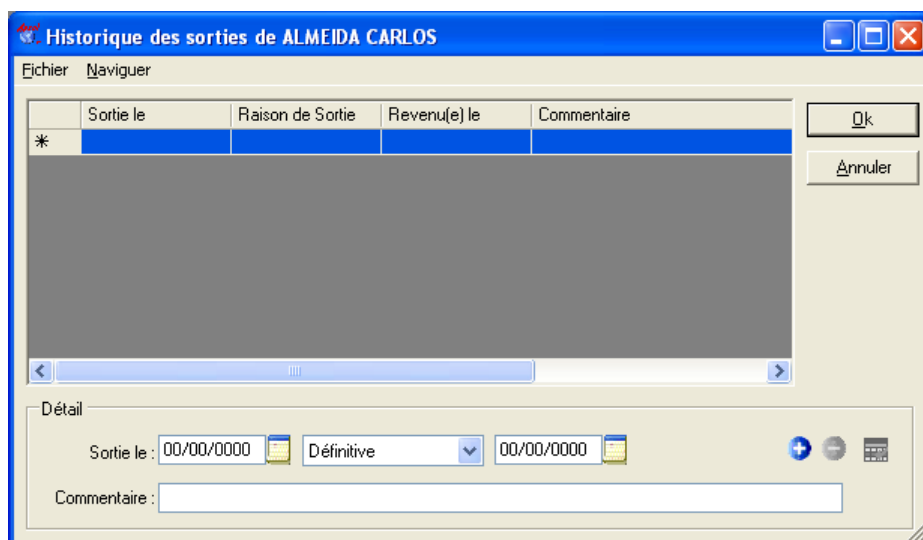 Historique des sorties de ALMEIDA CARLOS
Fichier Naviguer
Sortie le Raison de Sortie Revenu(e) le Commentaire
Ok
Annuler
Détail
Sortie le : 00/00/0000 Définitive 00/00/0000
Commentaire :